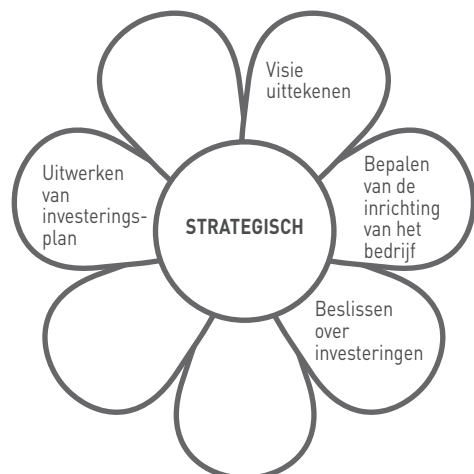 Visie
uittekenen
Uitwerken
van
investerings-
plan
STRATEGISCH
Bepalen
van de
inrichting
van het
bedrijf
Beslissen
over
investeringen